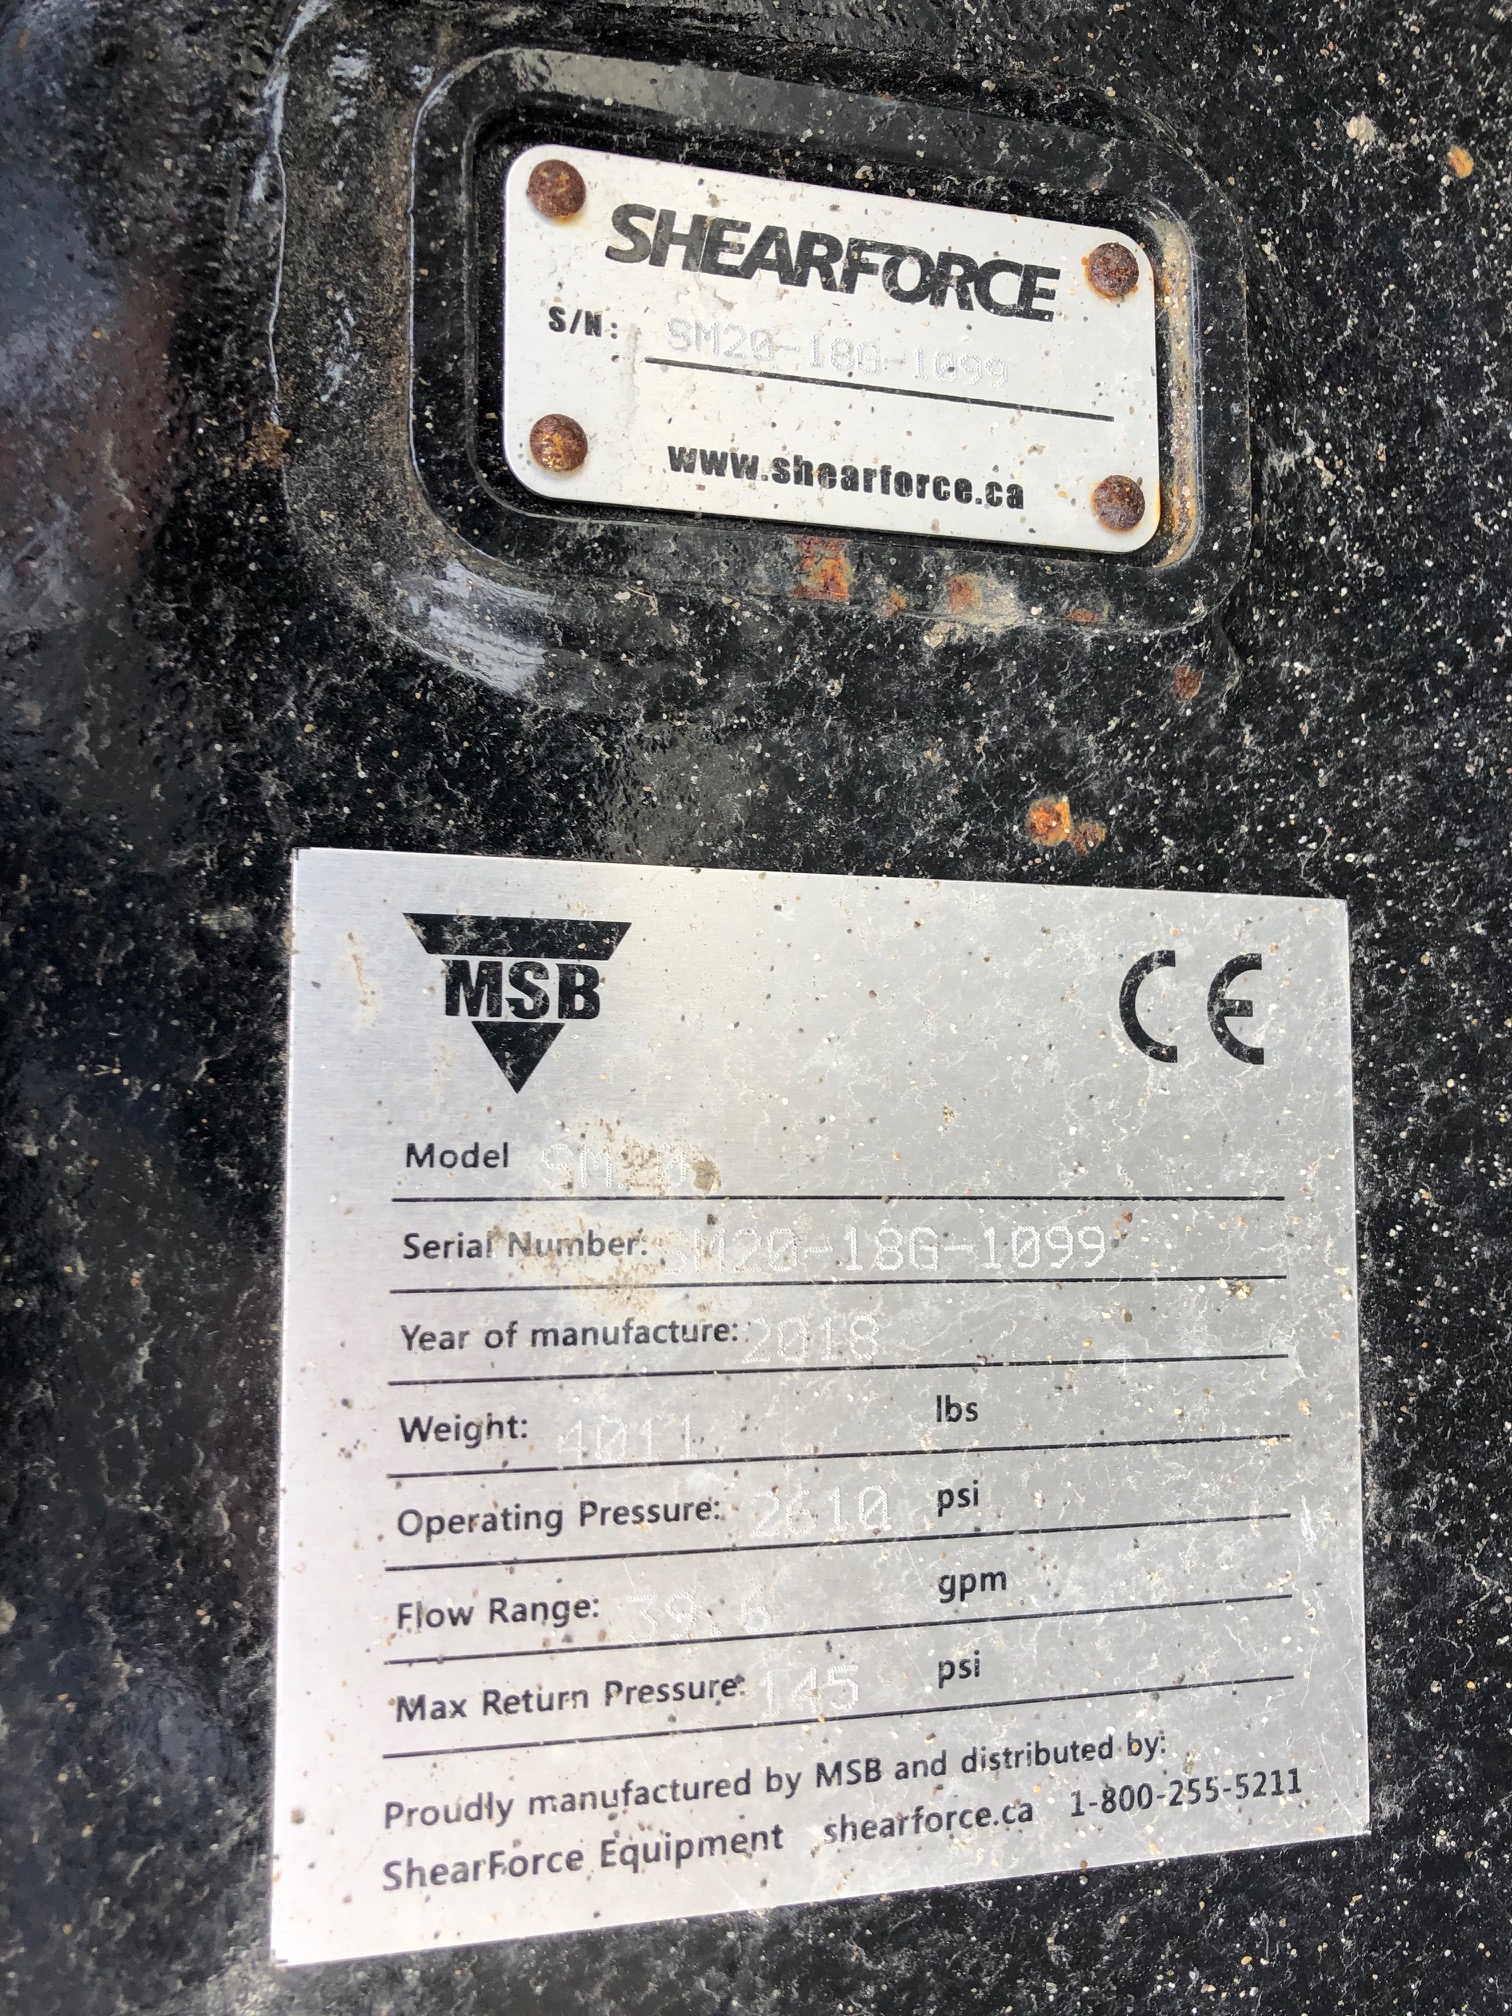 SHEARFORCE
S/N: SM20-18G-1099
www.shearforce.ca
MSB CE
Model SM20
Serial Number: SM20-18G-1099
Year of manufacture: 2018
Weight: 4011 lbs
Operating Pressure: 2610 psi
Flow Range: 39.6 gpm
Max Return Pressure: 145 psi
Proudly manufactured by MSB and distributed by:
ShearForce Equipment shearforce.ca 1-800-255-5211